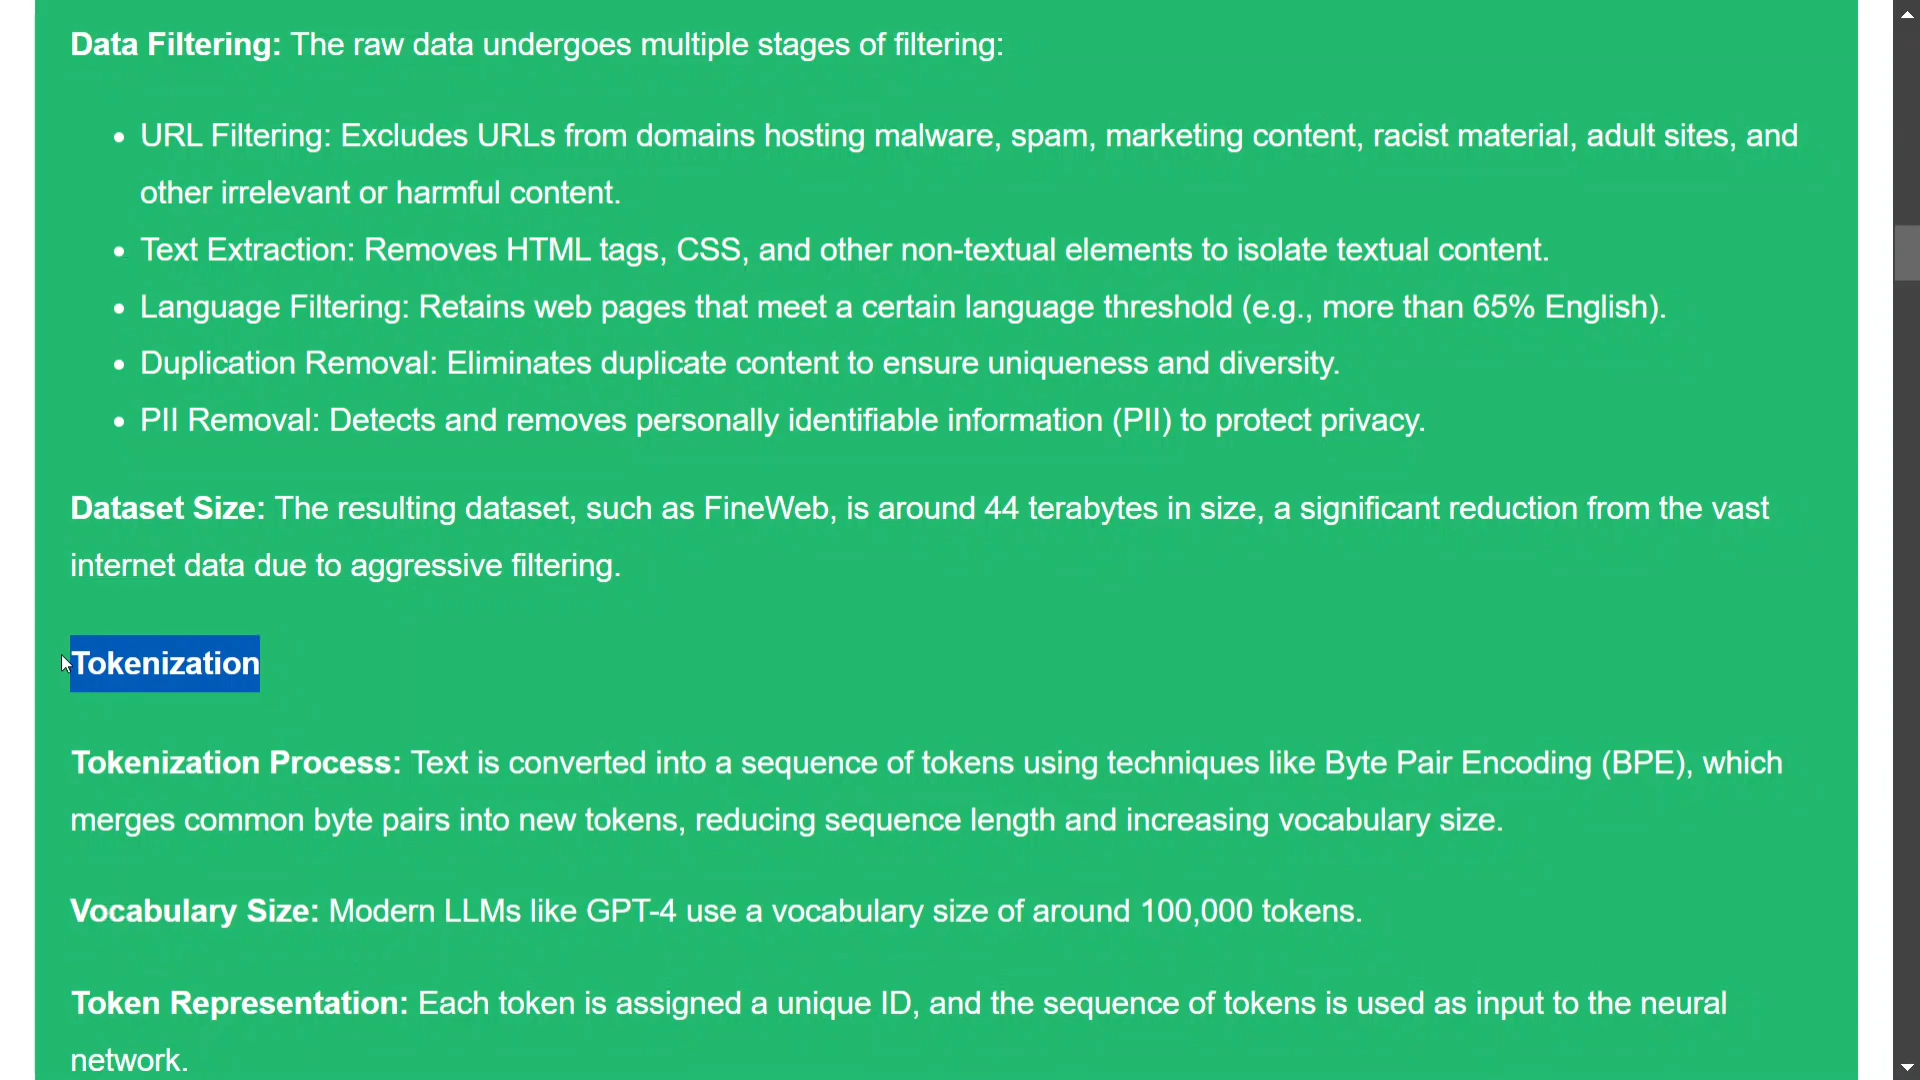 Data Filtering: The raw data undergoes multiple stages of filtering:
• URL Filtering: Excludes URLs from domains hosting malware, spam, marketing content, racist material, adult sites, and
other irrelevant or harmful content.
• Text Extraction: Removes HTML tags, CSS, and other non-textual elements to isolate textual content.
• Language Filtering: Retains web pages that meet a certain language threshold (e.g., more than 65% English).
• Duplication Removal: Eliminates duplicate content to ensure uniqueness and diversity.
• PII Removal: Detects and removes personally identifiable information (PII) to protect privacy.
Dataset Size: The resulting dataset, such as FineWeb, is around 44 terabytes in size, a significant reduction from the vast
internet data due to aggressive filtering.
Tokenization
Tokenization Process: Text is converted into a sequence of tokens using techniques like Byte Pair Encoding (BPE), which
merges common byte pairs into new tokens, reducing sequence length and increasing vocabulary size.
Vocabulary Size: Modern LLMs like GPT-4 use a vocabulary size of around 100,000 tokens.
Token Representation: Each token is assigned a unique ID, and the sequence of tokens is used as input to the neural
network.